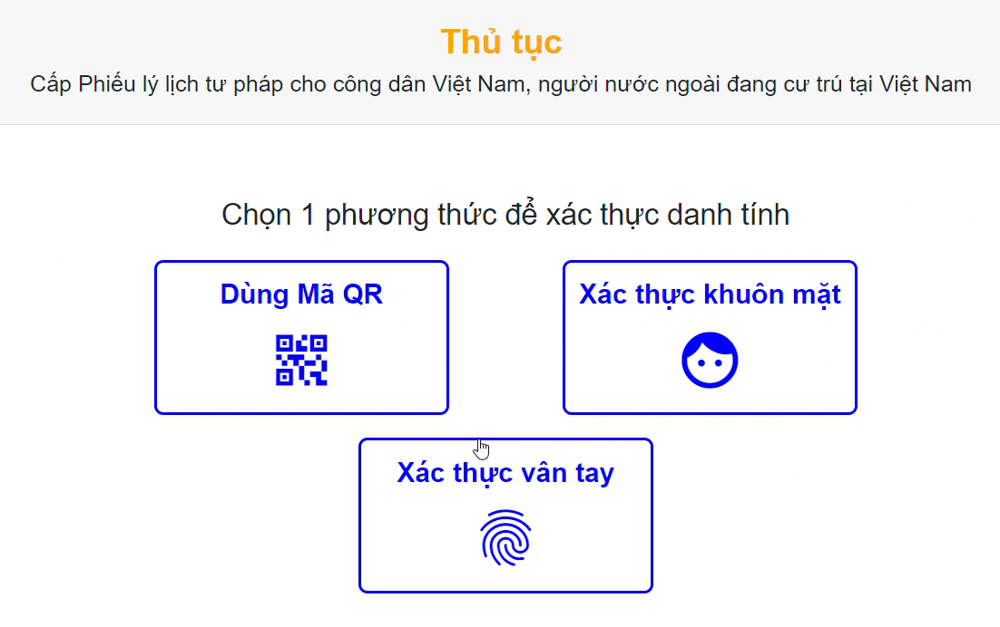 Thủ tục
Cấp Phiếu lý lịch tư pháp cho công dân Việt Nam, người nước ngoài đang cư trú tại Việt Nam
Chọn 1 phương thức để xác thực danh tính
Dùng Mã QR
Xác thực khuôn mặt
Xác thực vân tay